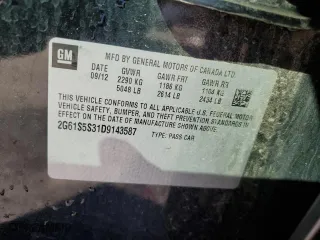 GM
MFD BY GENERAL MOTORS OF CANADA LTD.
DATE GVWR GAWR FRT GAWR RR
09/12 2290 KG 1186 KG 1104 KG
5048 LB 2614 LB 2434 LB
THIS VEHICLE CONFORMS TO ALL APPLICABLE U.S. FEDERAL MOTOR
VEHICLE SAFETY, BUMPER, AND THEFT PREVENTION STANDARDS
IN EFFECT ON THE DATE OF MANUFACTURE SHOWN ABOVE.
2G61S5S31D9143587 TYPE: PASS CAR